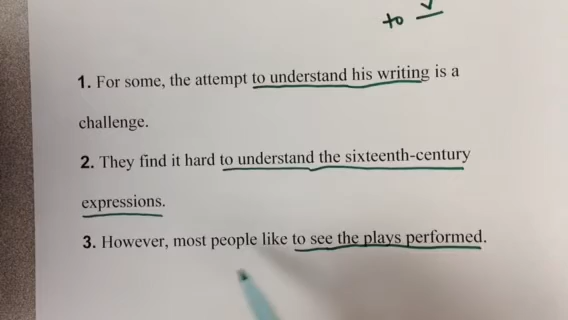 to V
1. For some, the attempt to understand his writing is a
challenge.
2. They find it hard to understand the sixteenth-century
expressions.
3. However, most people like to see the plays performed.